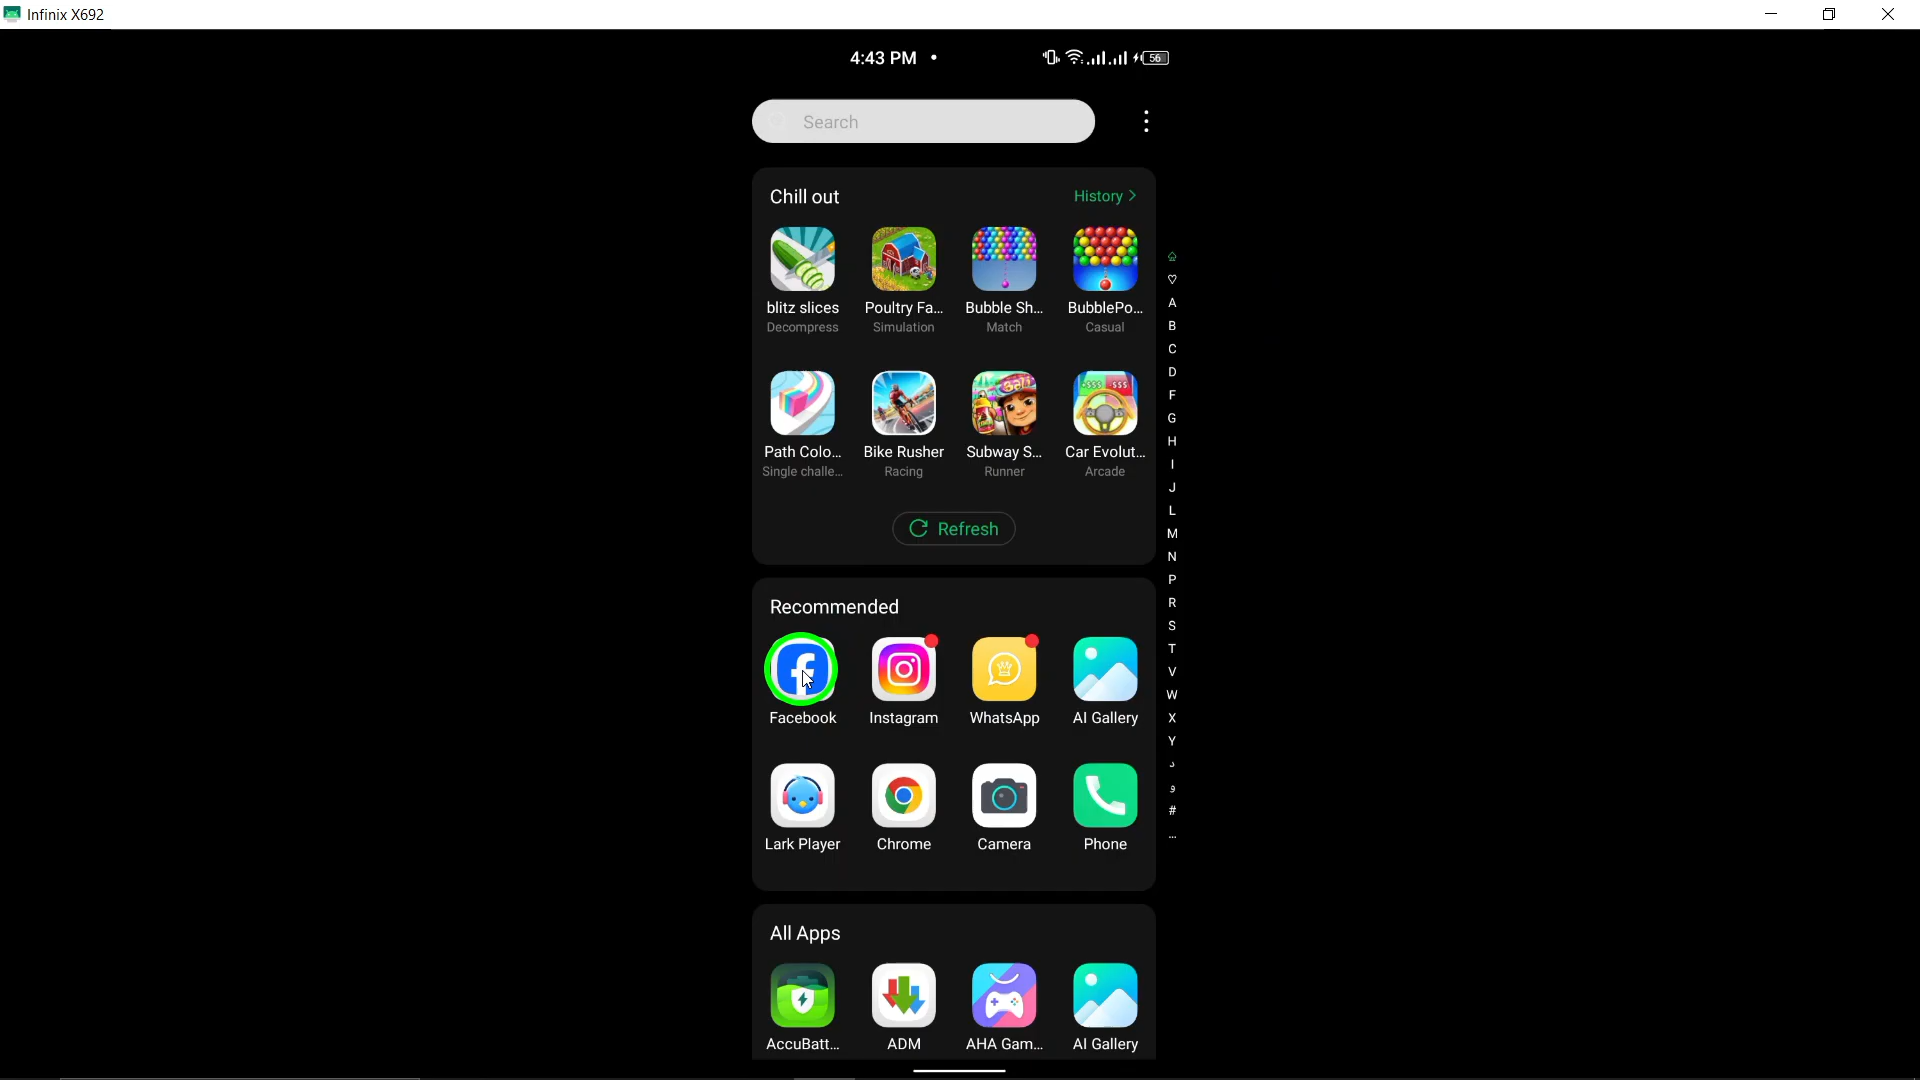 Infinix X692
4:43 PM
56
Search
Chill out
History
blitz slices
Poultry Fa...
Bubble Sh...
BubblePo...
Decompress
Simulation
Match
Casual
Path Colo...
Bike Rusher
Subway S...
Car Evolut...
Single challe...
Racing
Runner
Arcade
Refresh
Recommended
Facebook
Instagram
WhatsApp
AI Gallery
Lark Player
Chrome
Camera
Phone
All Apps
AccuBatt...
ADM
AHA Gam...
AI Gallery
A
B
C
D
F
G
H
I
J
L
M
N
P
R
S
T
V
W
X
Y
د
و
#
...